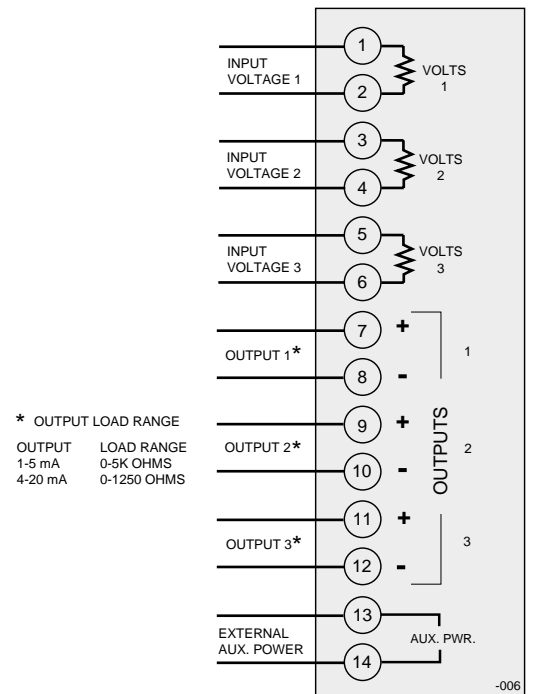 1
INPUT
VOLTAGE 1
VOLTS
1
2
3
INPUT
VOLTAGE 2
VOLTS
2
4
5
INPUT
VOLTAGE 3
VOLTS
3
6
7 +
OUTPUT 1*
1
8 -
* OUTPUT LOAD RANGE
OUTPUT LOAD RANGE
1-5 mA 0-5K OHMS
4-20 mA 0-1250 OHMS
9 +
OUTPUT 2*
OUTPUTS
2
10 -
11 +
OUTPUT 3*
3
12 -
13
EXTERNAL
AUX. POWER
AUX. PWR.
14
-006